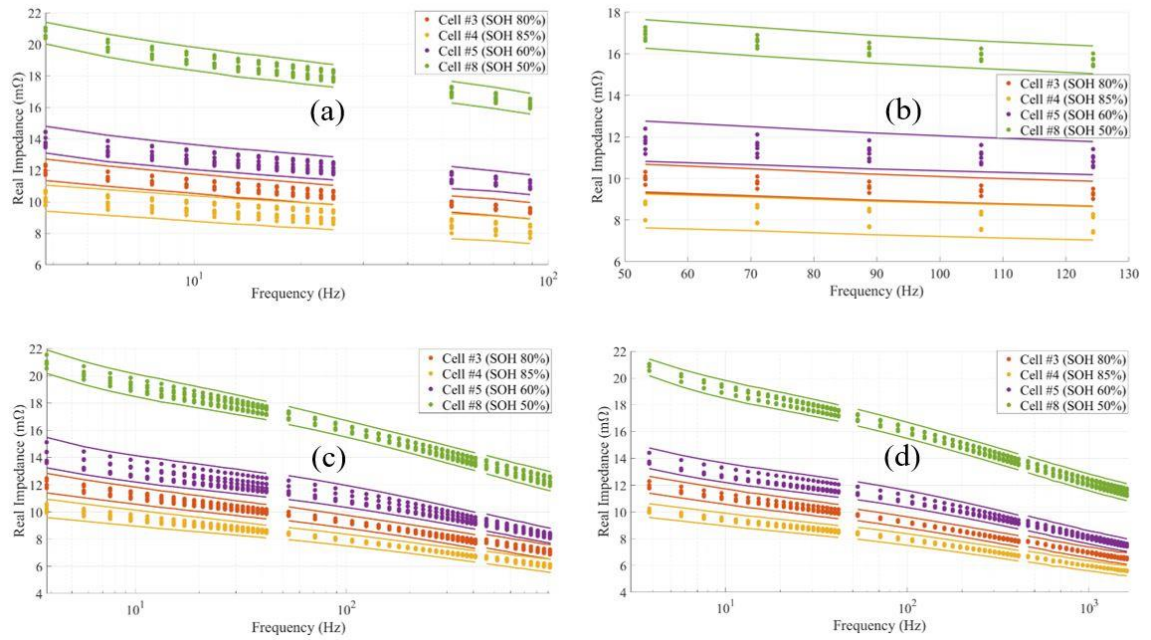 22
20
18
16
14
12
10
8
6
Real Impedance (mΩ)
10¹
10²
Frequency (Hz)
Cell #3 (SOH 80%)
Cell #4 (SOH 85%)
Cell #5 (SOH 60%)
Cell #8 (SOH 50%)
(a)
18
16
14
12
10
8
6
Real Impedance (mΩ)
50 60 70 80 90 100 110 120 130
Frequency (Hz)
Cell #3 (SOH 80%)
Cell #4 (SOH 85%)
Cell #5 (SOH 60%)
Cell #8 (SOH 50%)
(b)
22
20
18
16
14
12
10
8
6
4
Real Impedance (mΩ)
10¹
10²
Frequency (Hz)
Cell #3 (SOH 80%)
Cell #4 (SOH 85%)
Cell #5 (SOH 60%)
Cell #8 (SOH 50%)
(c)
22
20
18
16
14
12
10
8
6
4
Real Impedance (mΩ)
10¹
10²
10³
Frequency (Hz)
Cell #3 (SOH 80%)
Cell #4 (SOH 85%)
Cell #5 (SOH 60%)
Cell #8 (SOH 50%)
(d)